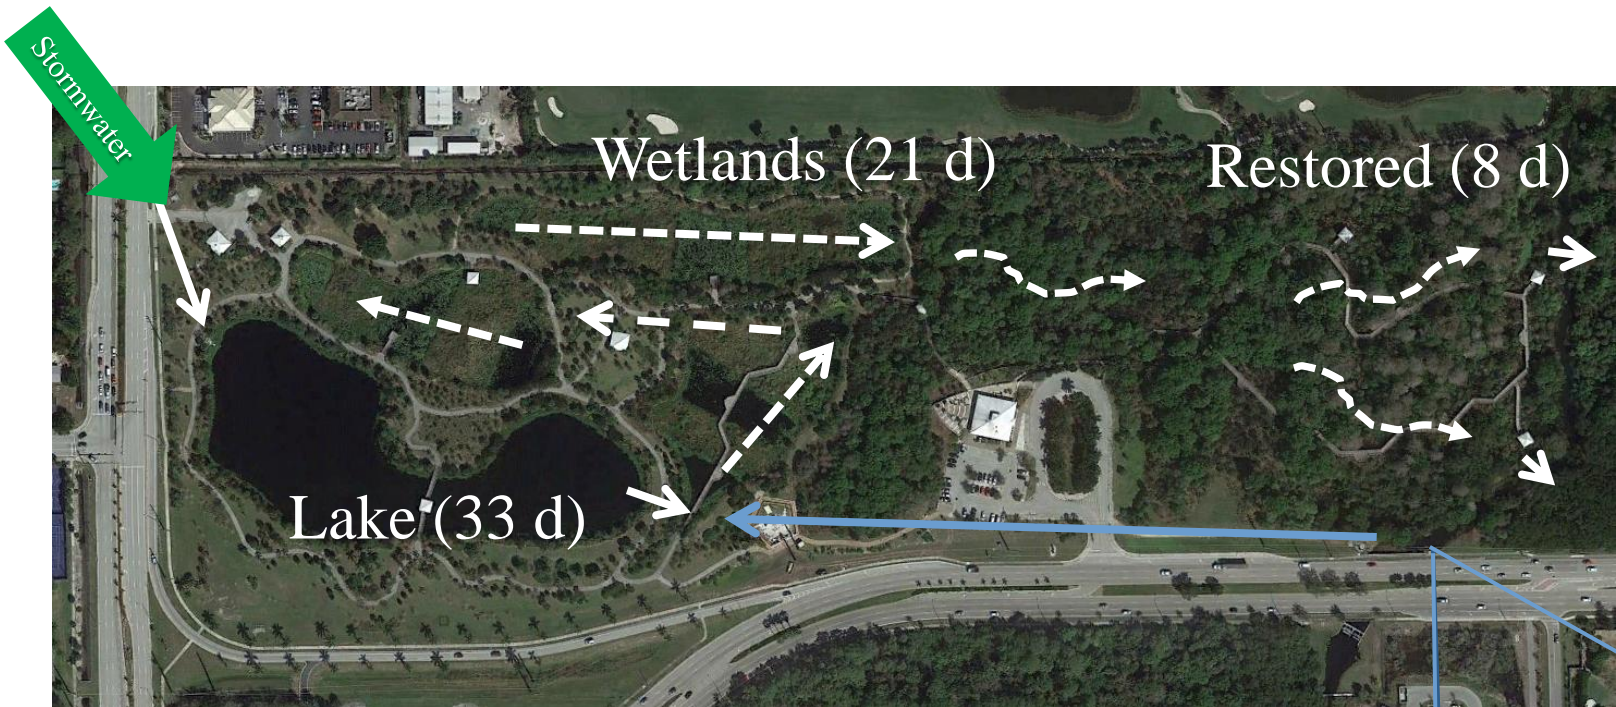 Stormwater
Wetlands (21 d)
Restored (8 d)
Lake (33 d)